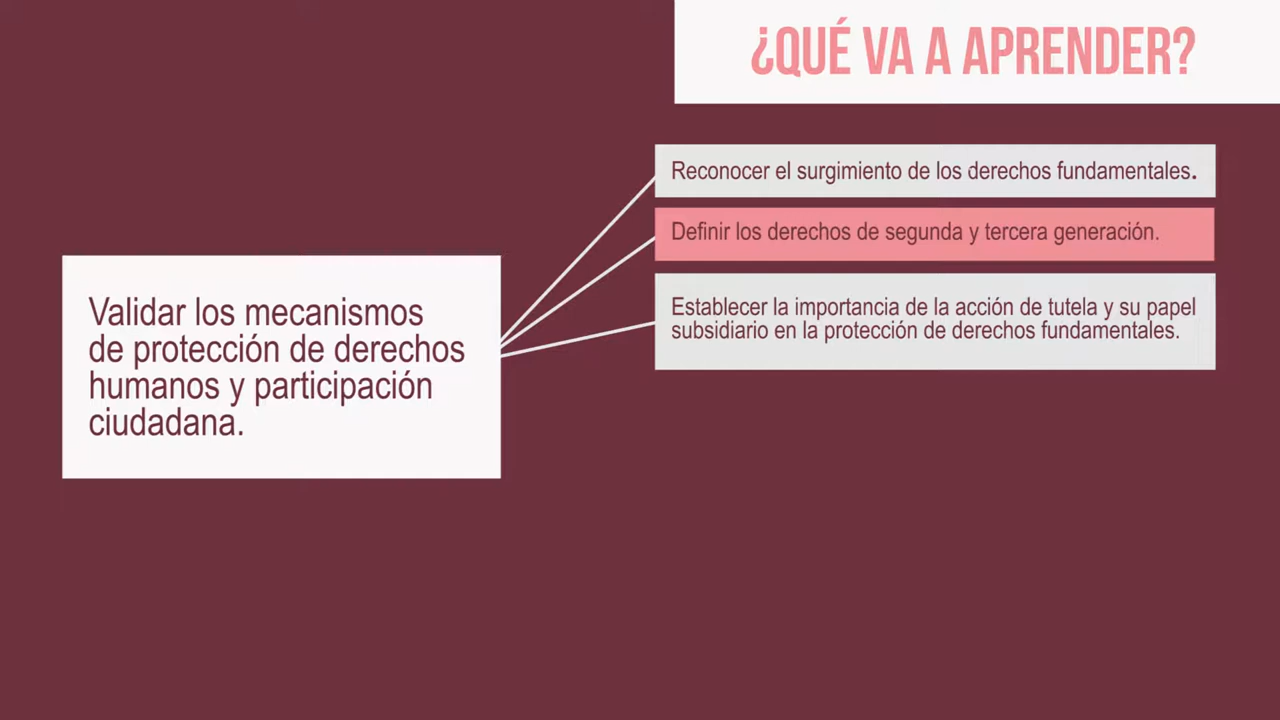 ¿QUÉ VA A APRENDER?
Reconocer el surgimiento de los derechos fundamentales.
Definir los derechos de segunda y tercera generación.
Establecer la importancia de la acción de tutela y su papel
subsidiario en la protección de derechos fundamentales.
Validar los mecanismos
de protección de derechos
humanos y participación
ciudadana.